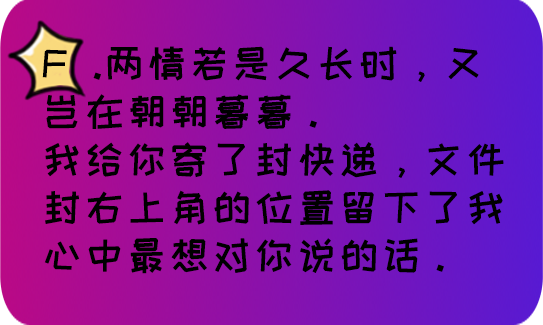 F .两情若是久长时，又
岂在朝朝暮暮。
我给你寄了封快递，文件
封右上角的位置留下了我
心中最想对你说的话。